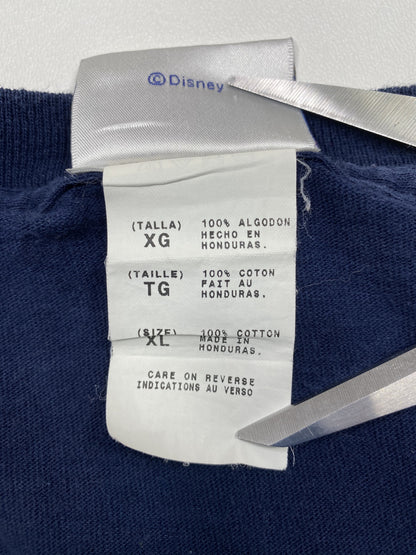 ©Disney
(TALLA) 100% ALGODON
XG HECHO EN
HONDURAS.
(TAILLE) 100% COTON
TG FAIT AU
HONDURAS.
(SIZE) 100% COTTON
XL MADE IN
HONDURAS.
CARE ON REVERSE
INDICATIONS AU VERSO